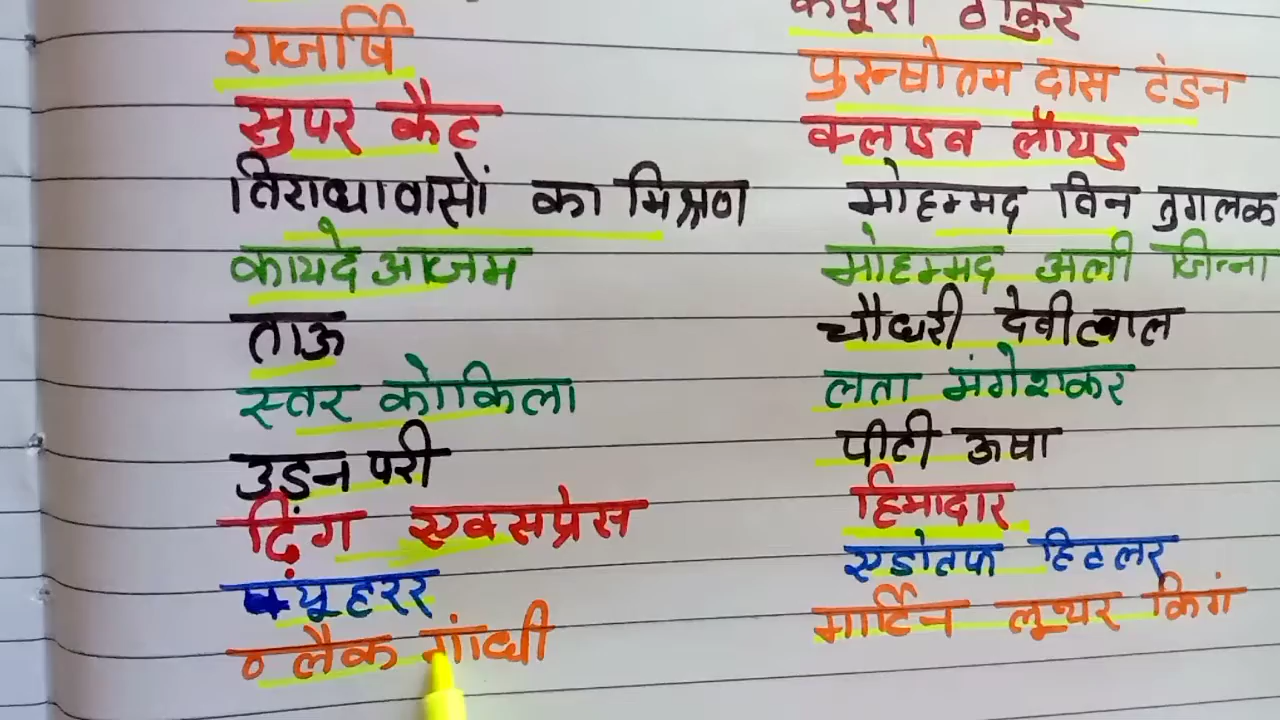 कर्पूरी ठाकुर
राजर्षि पुरुषोतम दास टंडन
सुपर कैट क्लाइव लॉयड
विराधावासों का मिश्रण मोहम्मद विन तुगलक
कायदे आजम मोहम्मद अली जिन्ना
ताऊ चौधरी देवीलाल
स्वर कोकिला लता मंगेशकर
उड़न परी पीटी ऊषा
ढ़िंग एक्सप्रेस हिमादास
फ्यूहरर एडोल्फ हिटलर
ब्लैक गांधी मार्टिन लूथर किगं